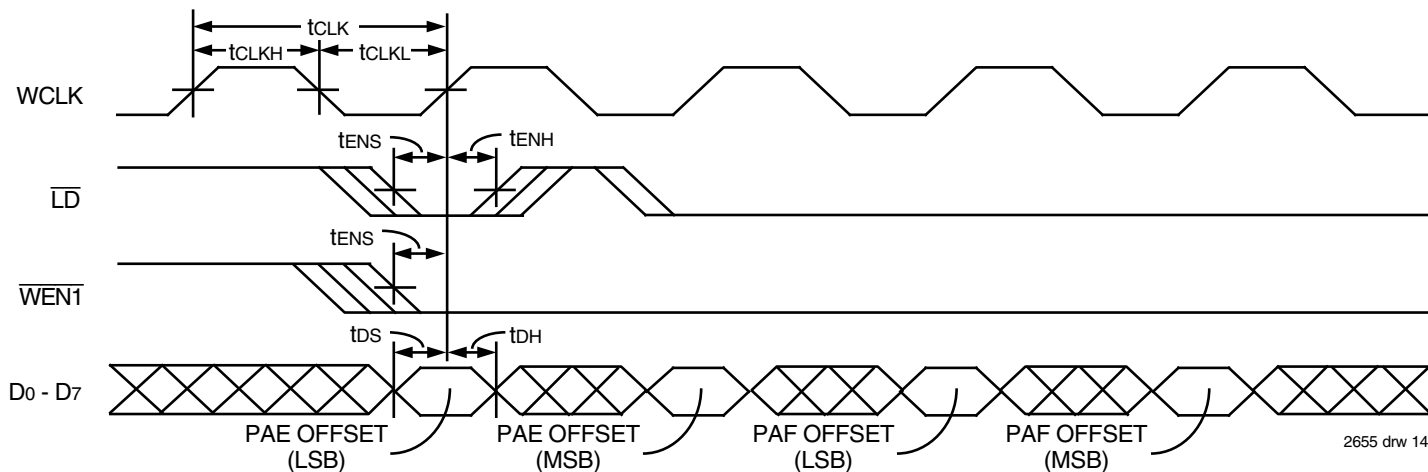 tCLK
tCLKH tCLKL
WCLK
tENS tENH
LD
tENS
WEN1
tDS tDH
D0 - D7
PAE OFFSET (LSB)
PAE OFFSET (MSB)
PAF OFFSET (LSB)
PAF OFFSET (MSB)
2655 drw 14